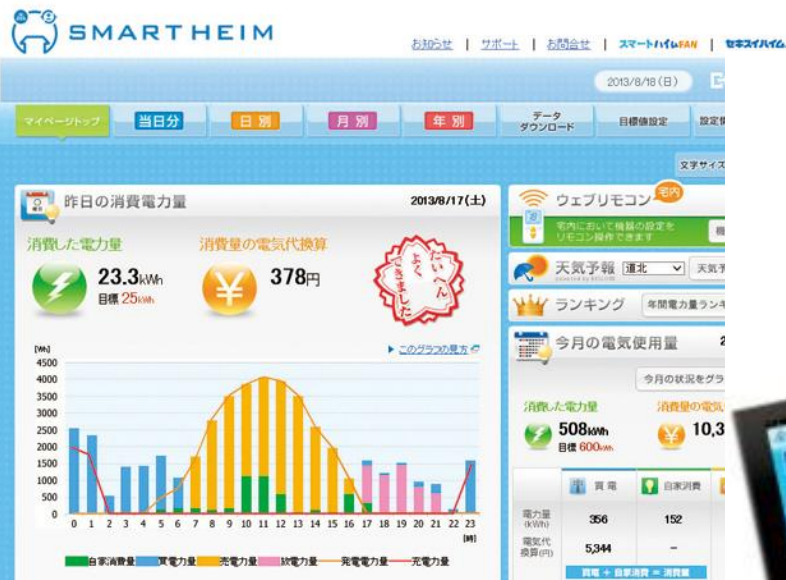 SMARTHEIM
お知らせ | サポート | お問合せ | スマートハイムFAN | セキスイハイム
2013/8/18(日)
マイページトップ 当日分 日別 月別 年別 データ ダウンロード 目標値設定
文字サイズ
昨日の消費電力量 2013/8/17(土)
消費した電力量 消費量の電気代換算
23.3kWh 378円
目標 25kWh
たいへん
よく
できました
このグラフの見方
[Wh]
4500
4000
3500
3000
2500
2000
1500
1000
500
0
0 1 2 3 4 5 6 7 8 9 10 11 12 13 14 15 16 17 18 19 20 21 22 23
[時]
自家消費量 買電力量 売電力量 放電力量 発電電力量 充電力量
ウェブリモコン 宅内
宅内において機器の設定を
リモコン操作できます
天気予報 道北
ランキング 年間電力量ランキ
今月の電気使用量
今月の状況をグラ
消費した電力量 消費量の電気
508kWh 10,3
目標 600kWh
買電 自家消費
電力量
(kWh) 356 152
電気代
換算(円) 5,344 -
買電 + 自家消費 = 消費量